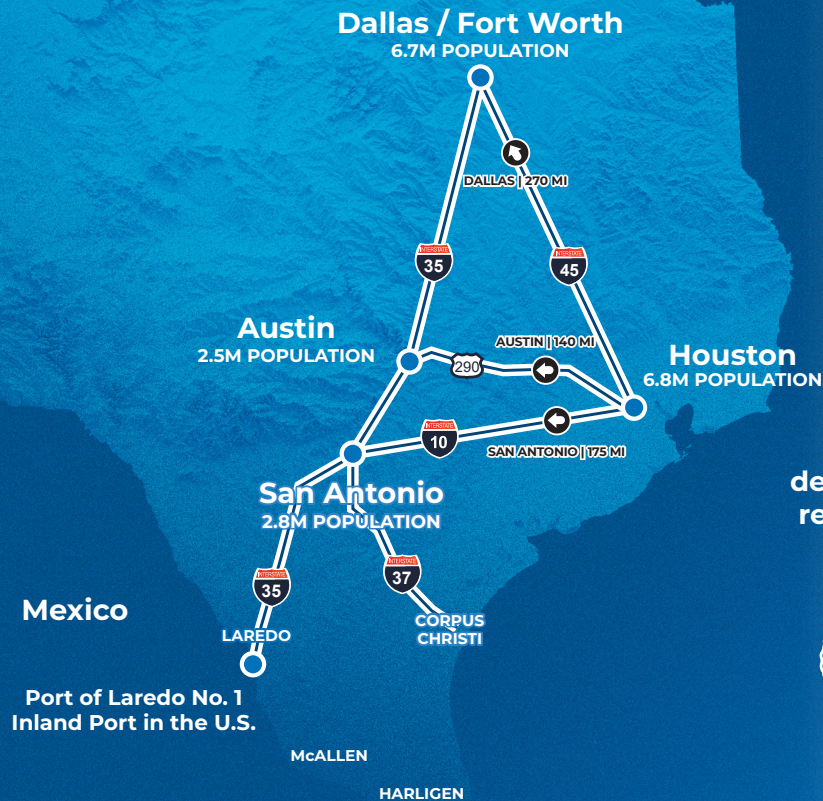 Dallas / Fort Worth
6.7M POPULATION
DALLAS | 270 MI
INTERSTATE
35
INTERSTATE
45
Austin
2.5M POPULATION
AUSTIN | 140 MI
290
Houston
6.8M POPULATION
INTERSTATE
10
SAN ANTONIO | 175 MI
San Antonio
2.8M POPULATION
de
re
INTERSTATE
35
INTERSTATE
37
Mexico
LAREDO
CORPUS
CHRISTI
Port of Laredo No. 1
Inland Port in the U.S.
McALLEN
HARLIGEN